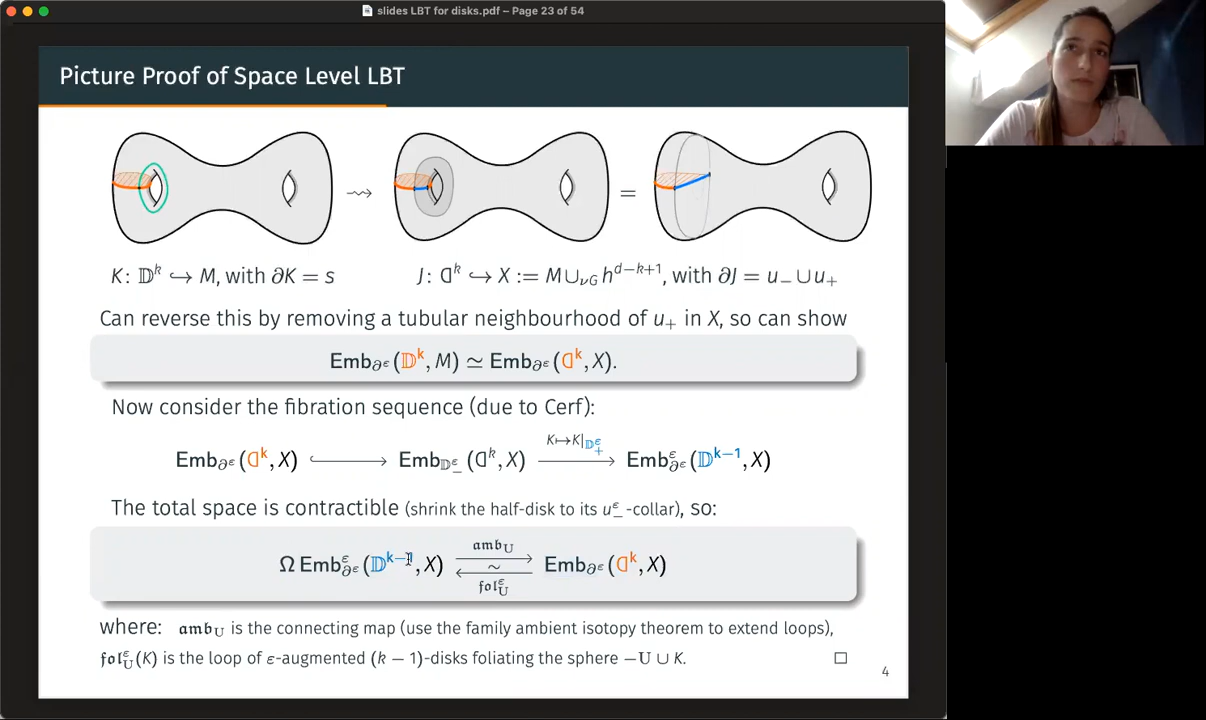 slides LBT for disks.pdf – Page 23 of 54
Picture Proof of Space Level LBT
⇝ =
K: 𝔻ᵏ ↪ M, with ∂K = s J: ᗡᵏ ↪ X := M∪_νG h^{d−k+1}, with ∂J = u₋ ∪ u₊
Can reverse this by removing a tubular neighbourhood of u₊ in X, so can show
Emb_{∂^ε}(𝔻ᵏ, M) ≃ Emb_{∂^ε}(ᗡᵏ, X).
Now consider the fibration sequence (due to Cerf):
K↦K|_{𝔻^ε_+}
Emb_{∂^ε}(ᗡᵏ, X) ↪ Emb_{𝔻^ε_−}(ᗡᵏ, X) → Emb^ε_{∂^ε}(𝔻^{k−1}, X)
The total space is contractible (shrink the half-disk to its u^ε_−-collar), so:
𝔞𝔪𝔟_U
Ω Emb^ε_{∂^ε}(𝔻^{k−1}, X) ∼ Emb_{∂^ε}(ᗡᵏ, X)
𝔣𝔬𝔩^ε_U
where: 𝔞𝔪𝔟_U is the connecting map (use the family ambient isotopy theorem to extend loops),
𝔣𝔬𝔩^ε_U(K) is the loop of ε-augmented (k − 1)-disks foliating the sphere −U ∪ K. □
4